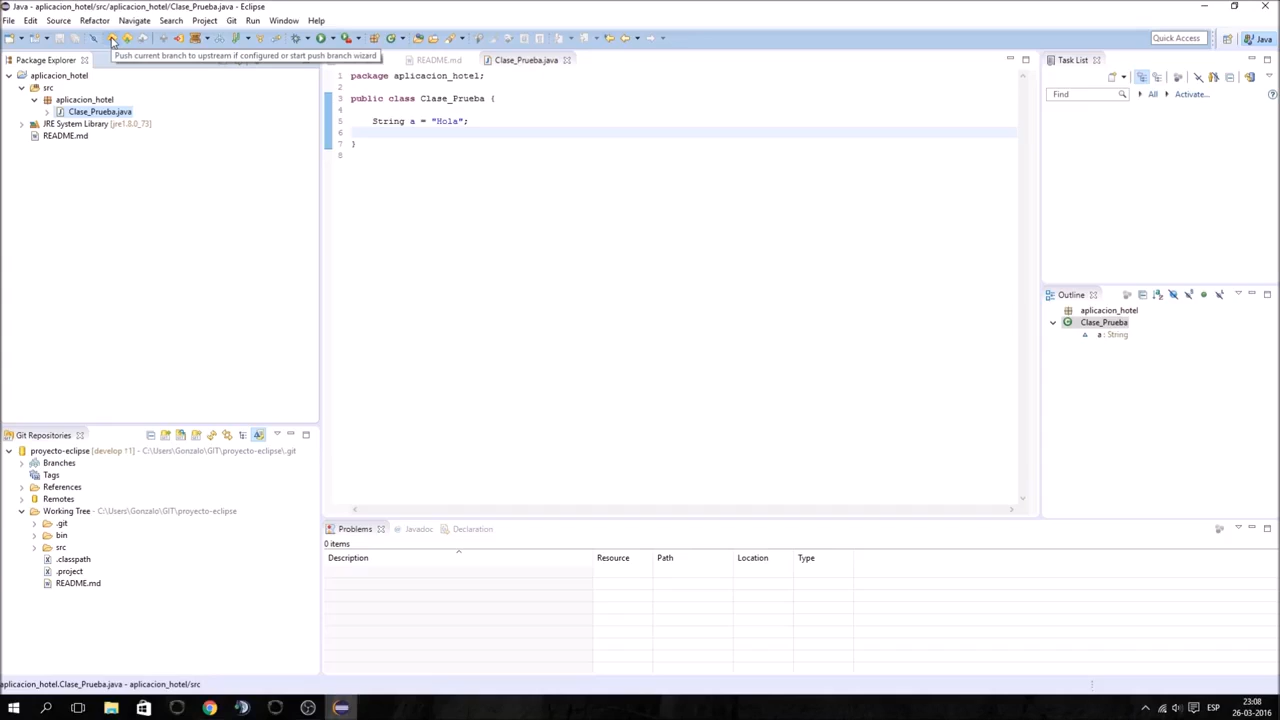 Java - aplicacion_hotel/src/aplicacion_hotel/Clase_Prueba.java - Eclipse
File Edit Source Refactor Navigate Search Project Git Run Window Help
Quick Access
Java
Push current branch to upstream if configured or start push branch wizard
Package Explorer
aplicacion_hotel
src
aplicacion_hotel
Clase_Prueba.java
JRE System Library [jre1.8.0_73]
README.md
README.md
Clase_Prueba.java
1 package aplicacion_hotel;
2
3 public class Clase_Prueba {
4
5 String a = "Hola";
6
7 }
8
Task List
Find
All
Activate...
Outline
aplicacion_hotel
Clase_Prueba
a : String
Git Repositories
proyecto-eclipse [develop ↑1] - C:\Users\Gonzalo\GIT\proyecto-eclipse\.git
Branches
Tags
References
Remotes
Working Tree - C:\Users\Gonzalo\GIT\proyecto-eclipse
.git
bin
src
.classpath
.project
README.md
Problems
Javadoc
Declaration
0 items
Description Resource Path Location Type
aplicacion_hotel.Clase_Prueba.java - aplicacion_hotel/src
ESP
23:08
26-03-2016